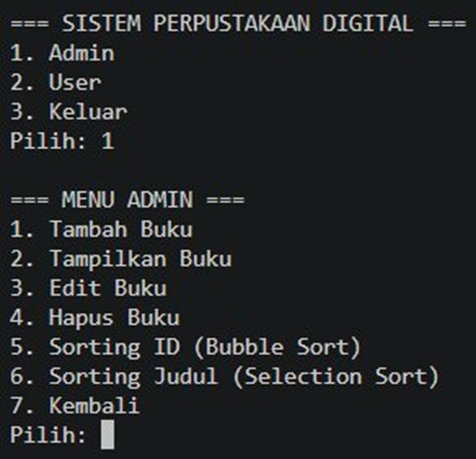 === SISTEM PERPUSTAKAAN DIGITAL ===
1. Admin
2. User
3. Keluar
Pilih: 1
=== MENU ADMIN ===
1. Tambah Buku
2. Tampilkan Buku
3. Edit Buku
4. Hapus Buku
5. Sorting ID (Bubble Sort)
6. Sorting Judul (Selection Sort)
7. Kembali
Pilih: